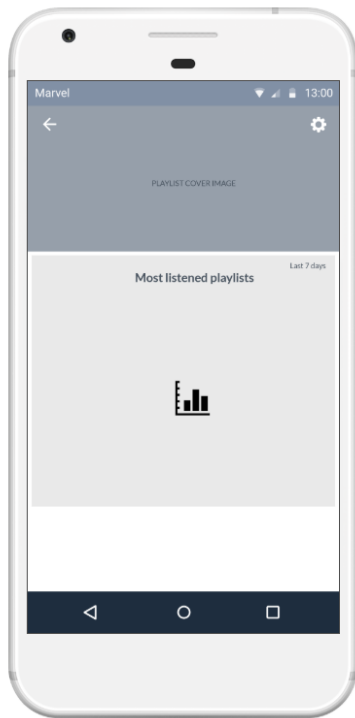 Marvel 13:00
PLAYLIST COVER IMAGE
Last 7 days
Most listened playlists